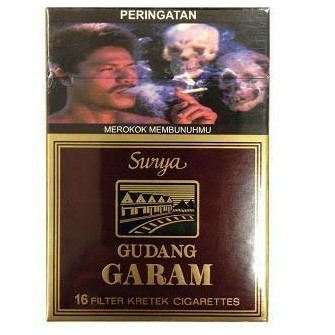 PERINGATAN
MEROKOK MEMBUNUHMU
Surya
GUDANG
GARAM
16 FILTER KRETEK CIGARETTES